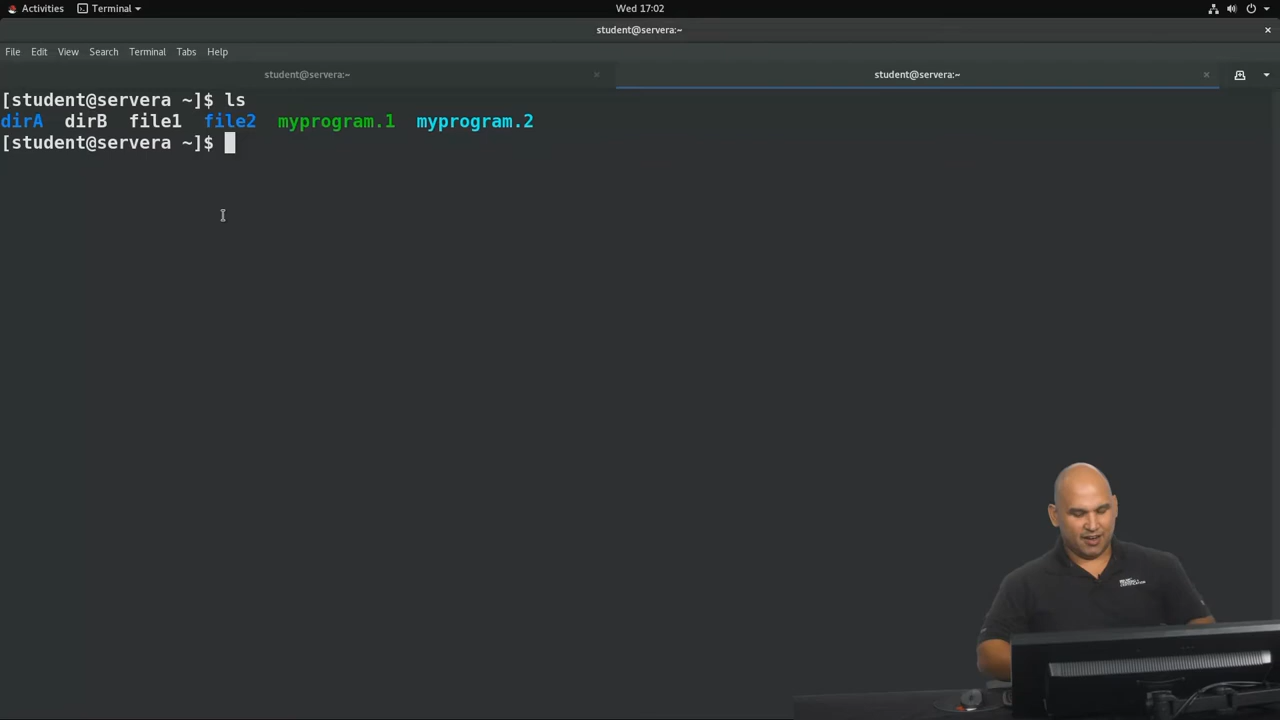 Activities Terminal Wed 17:02
student@servera:~
File Edit View Search Terminal Tabs Help
student@servera:~ student@servera:~
[student@servera ~]$ ls
dirA dirB file1 file2 myprogram.1 myprogram.2
[student@servera ~]$